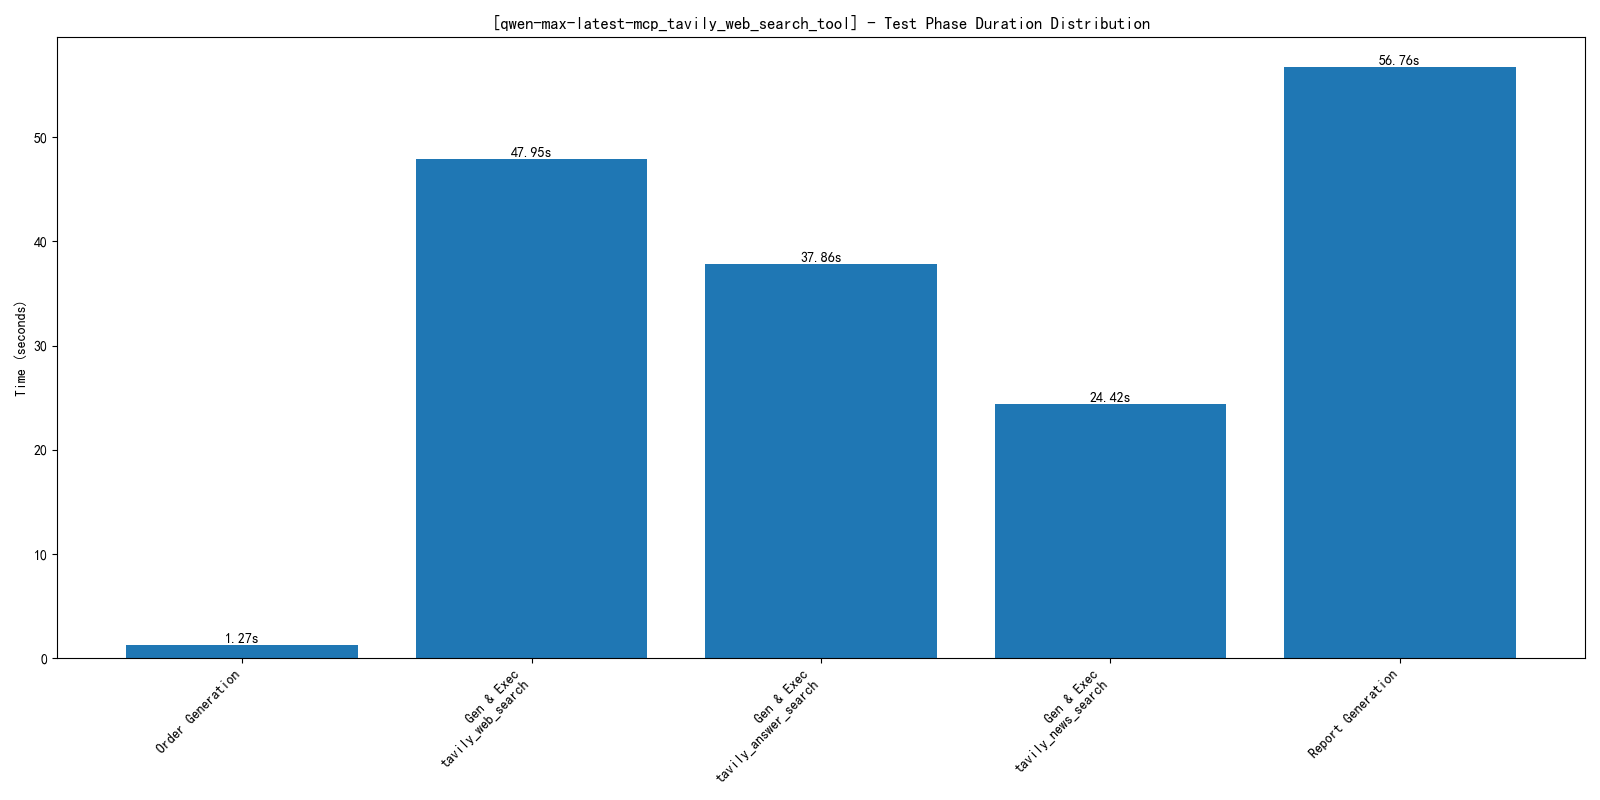 [qwen-max-latest-mcp_tavily_web_search_tool] - Test Phase Duration Distribution
Time (seconds)
50
40
30
20
10
0
1.27s
47.95s
37.86s
24.42s
56.76s
Order Generation
Gen & Exec
tavily_web_search
Gen & Exec
tavily_answer_search
Gen & Exec
tavily_news_search
Report Generation